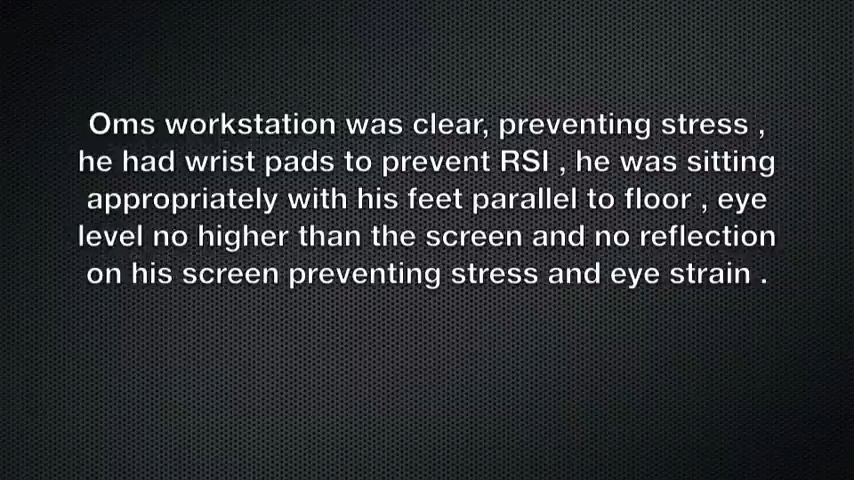 Oms workstation was clear, preventing stress ,
he had wrist pads to prevent RSI , he was sitting
appropriately with his feet parallel to floor , eye
level no higher than the screen and no reflection
on his screen preventing stress and eye strain .